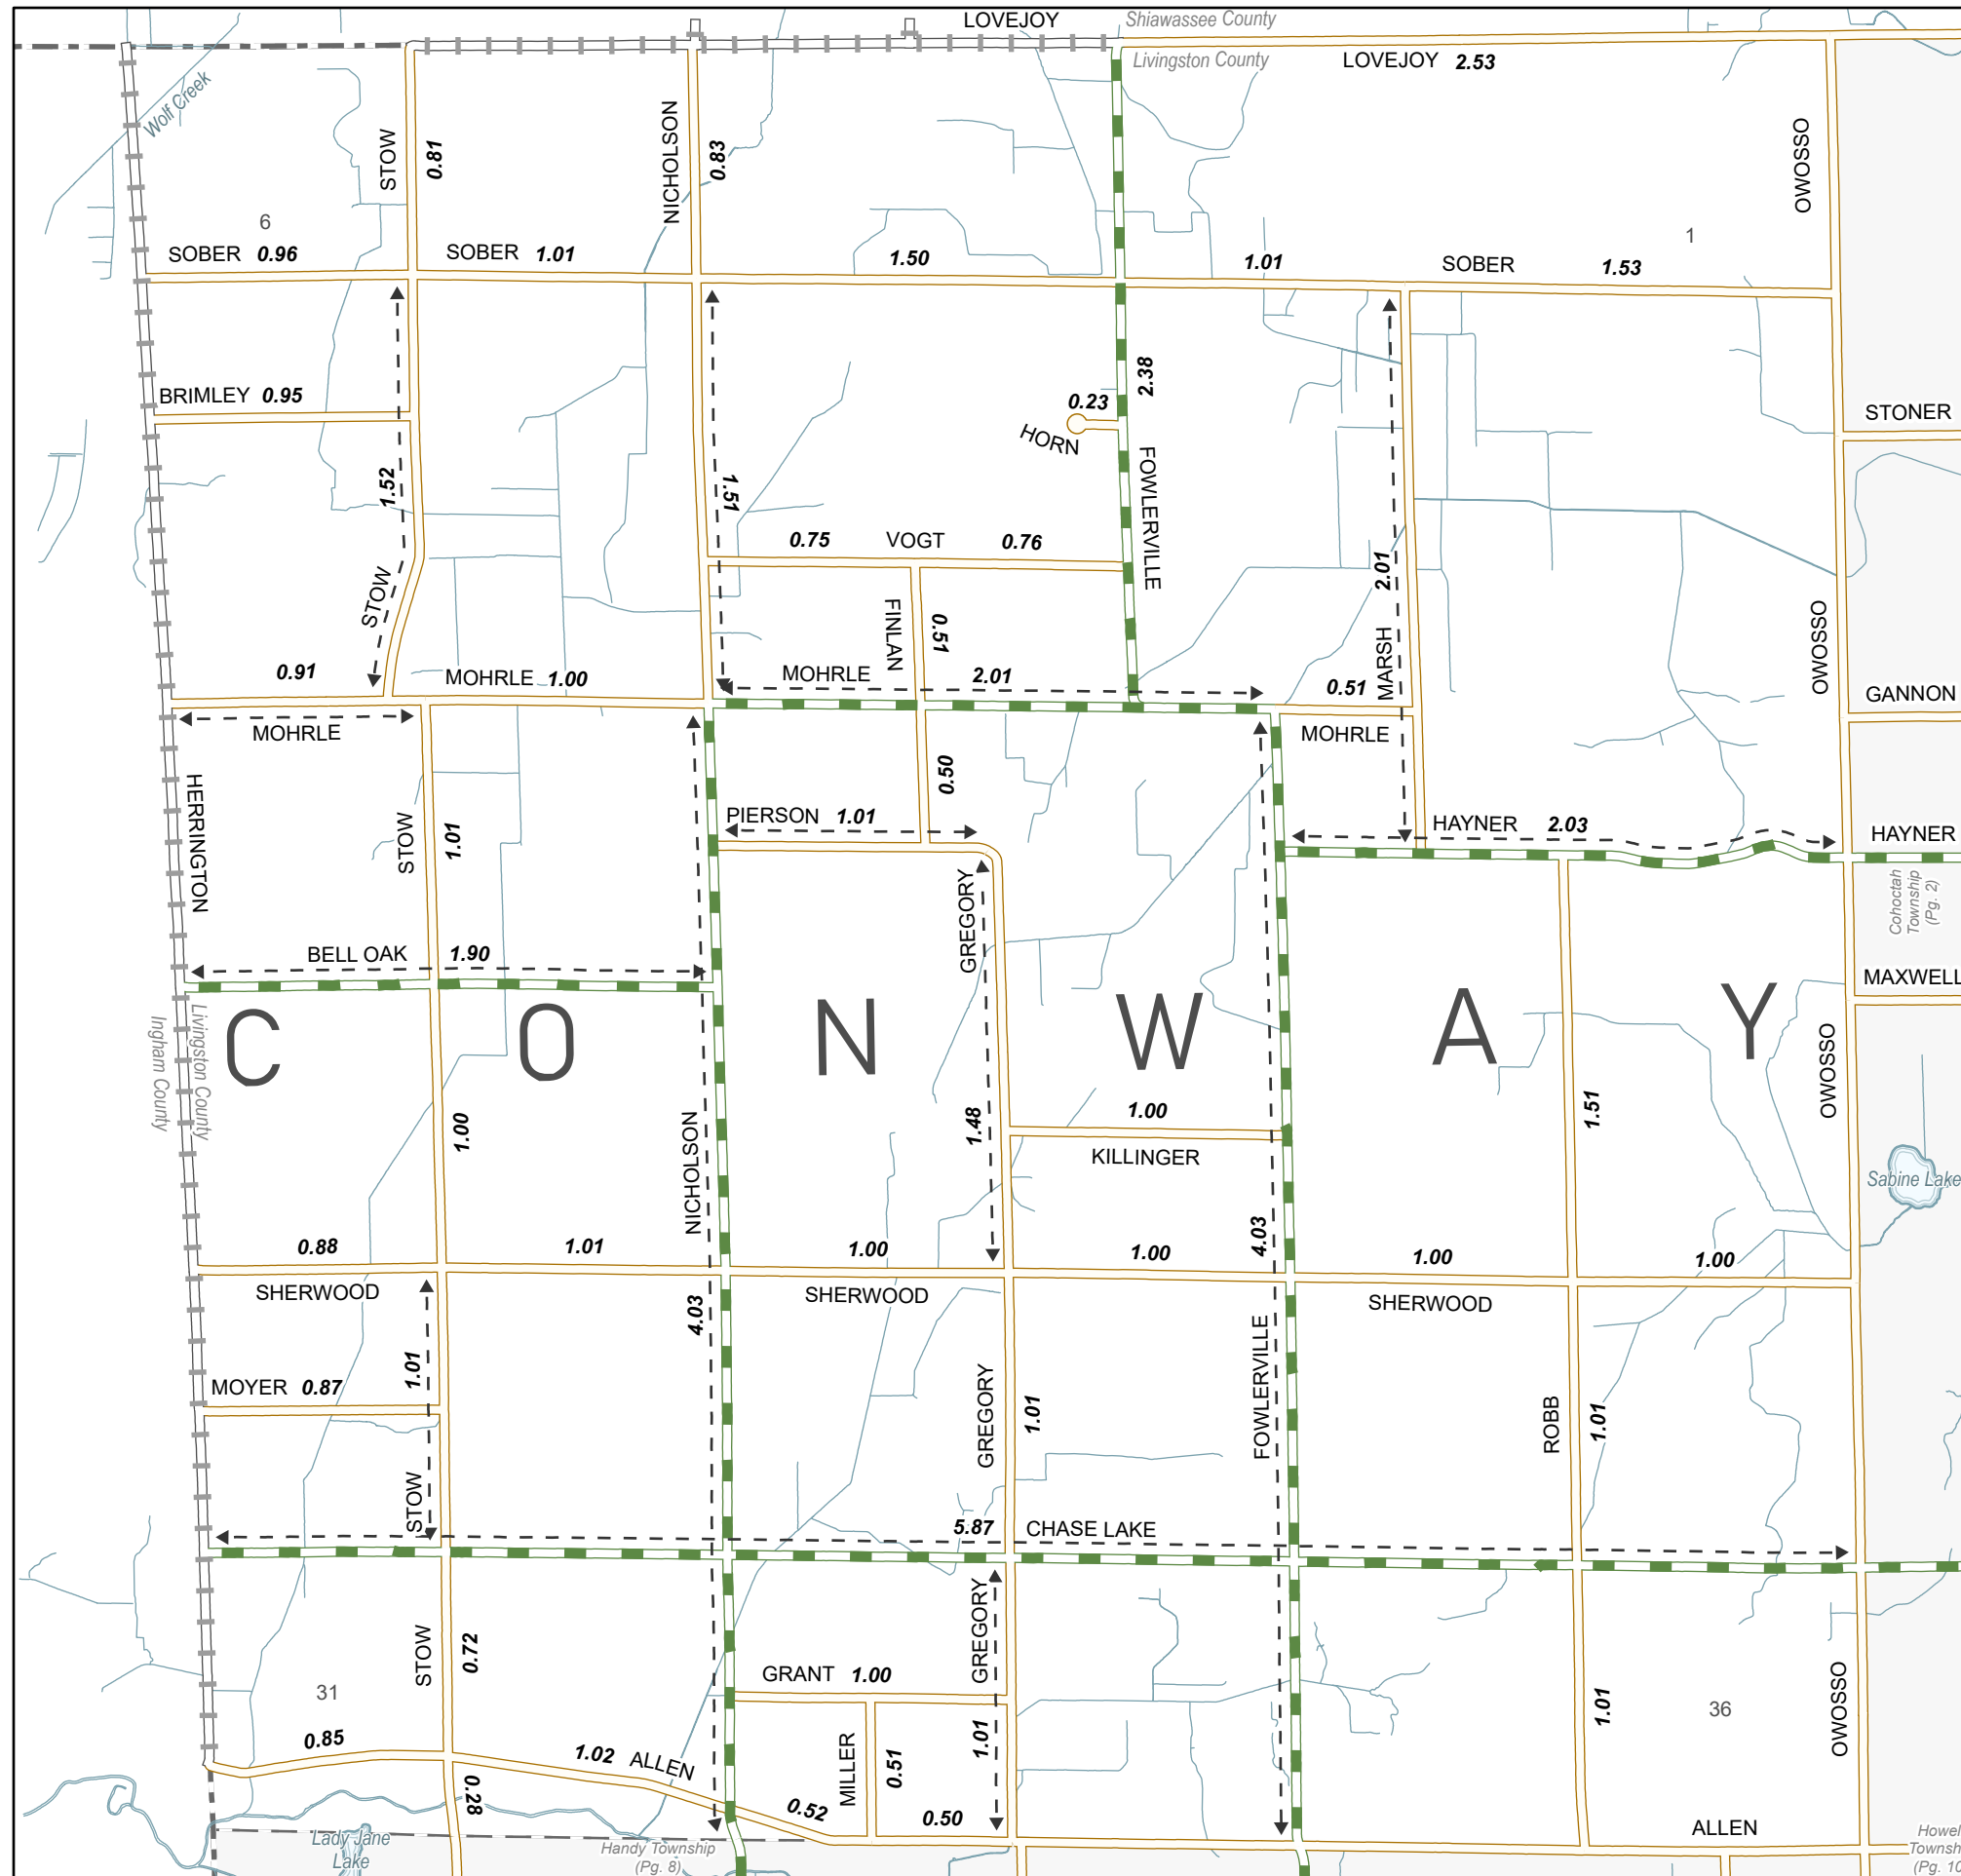 LOVEJOY
Shiawassee County
Livingston County
LOVEJOY 2.53
Wolf Creek
STOW
0.81
NICHOLSON
0.83
OWOSSO
6
1
SOBER 0.96
SOBER 1.01
1.50
1.01
SOBER 1.53
BRIMLEY 0.95
1.52
STOW
1.51
2.38
0.23
HORN
FOWLERVILLE
STONER
0.75 VOGT 0.76
FINLAN
0.51
2.01
MARSH
OWOSSO
0.91
MOHRLE 1.00
MOHRLE 2.01
0.51
GANNON
MOHRLE
MOHRLE
HERRINGTON
STOW
1.01
0.50
PIERSON 1.01
HAYNER 2.03
HAYNER
GREGORY
Cohoctah
Township
(Pg. 2)
BELL OAK 1.90
MAXWELL
C O N W A Y
Ingham County
Livingston County
1.00
NICHOLSON
1.48
1.00
KILLINGER
4.03
1.51
OWOSSO
Sabine Lake
0.88
1.01
1.00
1.00
1.00
1.00
SHERWOOD
SHERWOOD
SHERWOOD
4.03
MOYER 0.87
1.01
STOW
GREGORY
1.01
FOWLERVILLE
ROBB
1.01
5.87 CHASE LAKE
STOW
0.72
GREGORY
1.01
GRANT 1.00
31
36
0.85
1.02 ALLEN
MILLER
0.51
1.01
OWOSSO
0.28
0.52
0.50
ALLEN
Lady Jane
Lake
Handy Township
(Pg. 8)
Howel
Townsh
(Pg. 10